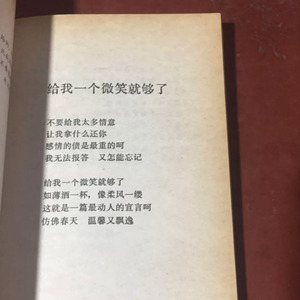 给我一个微笑就够了
不要给我太多情意
让我拿什么还你
感情的债是最重的呵
我无法报答 又怎能忘记
给我一个微笑就够了
如薄酒一杯，像柔风一缕
这就是一篇最动人的宣言呵
仿佛春天 温馨又飘逸